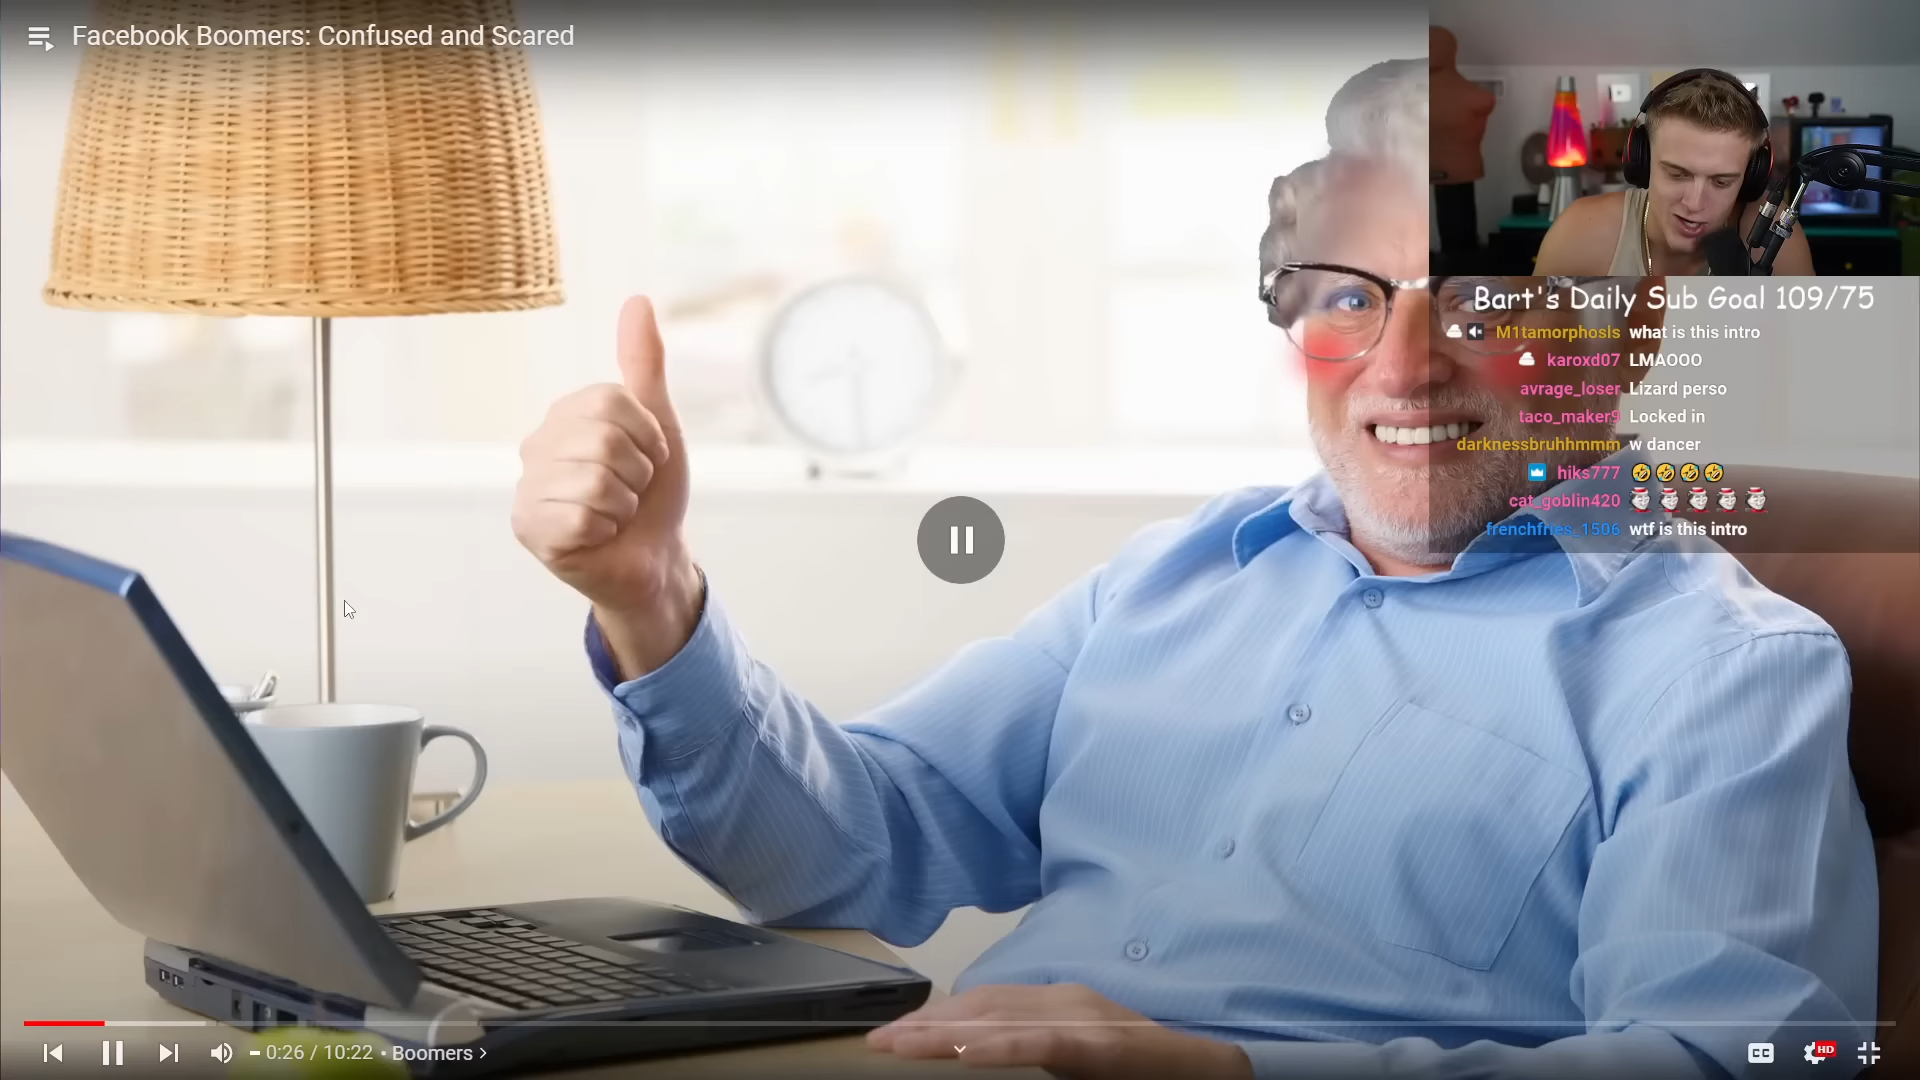 Facebook Boomers: Confused and Scared
Bart's Daily Sub Goal 109/75
M1tamorphosls what is this intro
karoxd07 LMAOOO
avrage_loser Lizard perso
taco_maker9 Locked in
darknessbruhhmmm w dancer
hiks777
cat_goblin420
frenchfries_1506 wtf is this intro
0:26 / 10:22 • Boomers
CC
HD